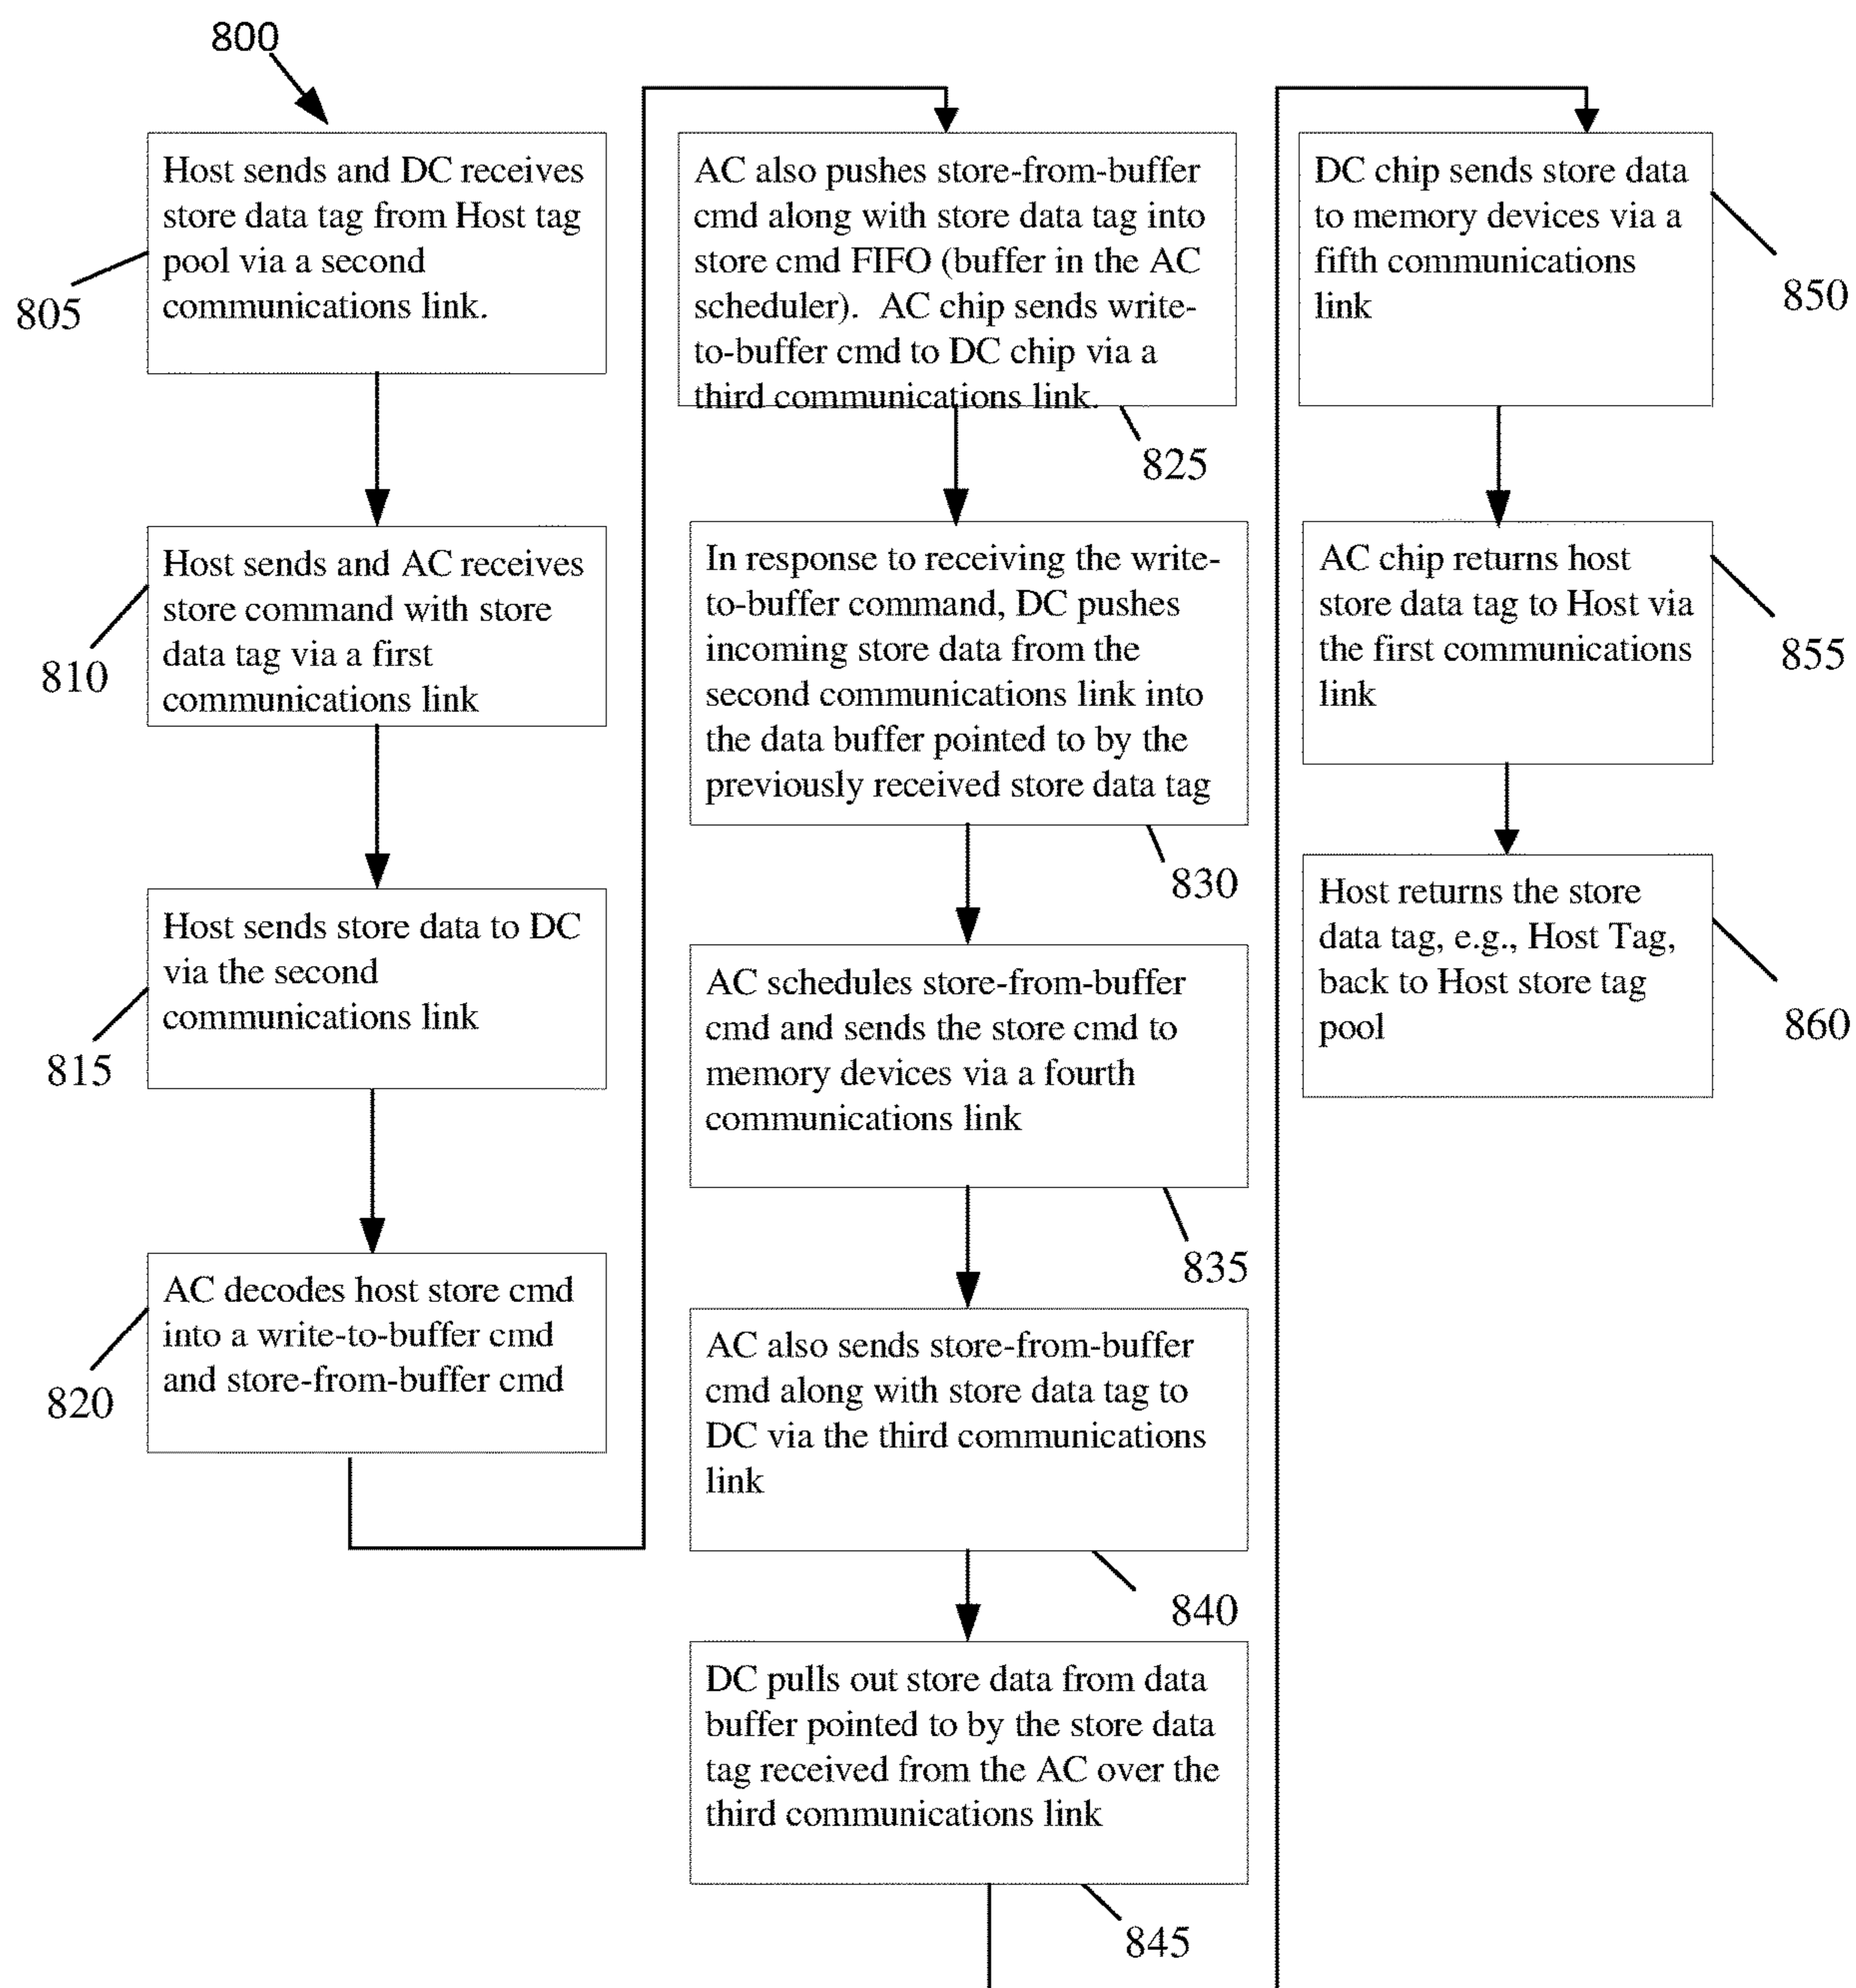 800
Host sends and DC receives
store data tag from Host tag
pool via a second
communications link.
805
Host sends and AC receives
store command with store
data tag via a first
communications link
810
Host sends store data to DC
via the second
communications link
815
AC decodes host store cmd
into a write-to-buffer cmd
and store-from-buffer cmd
820
AC also pushes store-from-buffer
cmd along with store data tag into
store cmd FIFO (buffer in the AC
scheduler).  AC chip sends write-
to-buffer cmd to DC chip via a
third communications link.
825
In response to receiving the write-
to-buffer command, DC pushes
incoming store data from the
second communications link into
the data buffer pointed to by the
previously received store data tag
830
AC schedules store-from-buffer
cmd and sends the store cmd to
memory devices via a fourth
communications link
835
AC also sends store-from-buffer
cmd along with store data tag to
DC via the third communications
link
840
DC pulls out store data from data
buffer pointed to by the store data
tag received from the AC over the
third communications link
845
DC chip sends store data
to memory devices via a
fifth communications
link
850
AC chip returns host
store data tag to Host via
the first communications
link
855
Host returns the store
data tag, e.g., Host Tag,
back to Host store tag
pool
860